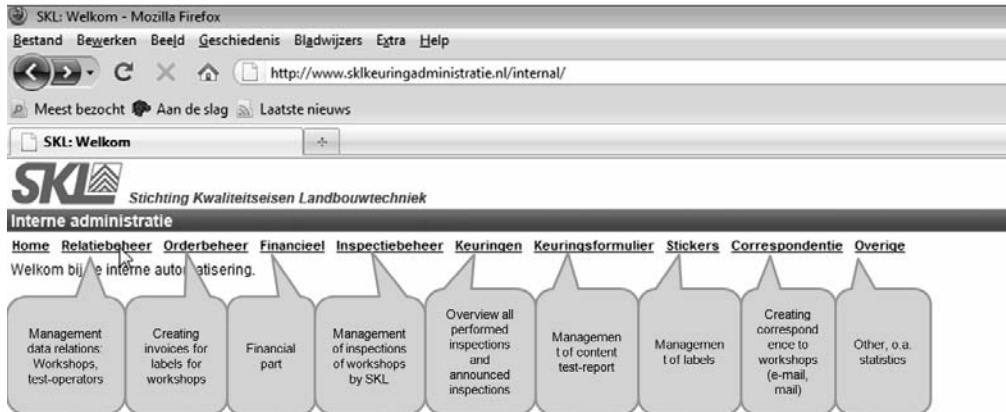 SKL: Welkom - Mozilla Firefox
Bestand Bewerken Beeld Geschiedenis Bladwijzers Extra Help
http://www.sklkeuringadministratie.nl/internal/
Meest bezocht Aan de slag Laatste nieuws
SKL: Welkom
SKL Stichting Kwaliteitseisen Landbouwtechniek
Interne administratie
Home Relatiebeheer Orderbeheer Financieel Inspectiebeheer Keuringen Keuringsformulier Stickers Correspondentie Overige
Welkom bij de interne automatisering.
Management
data relations:
Workshops,
test-operators
Creating
invoices for
labels for
workshops
Financial
part
Management
of inspections
of workshops
by SKL
Overview all
performed
inspections
and
announced
inspections
Managemen
t of content
test-report
Managemen
t of labels
Creating
correspond
ence to
workshops
(e-mail,
mail)
Other, o.a.
statistics